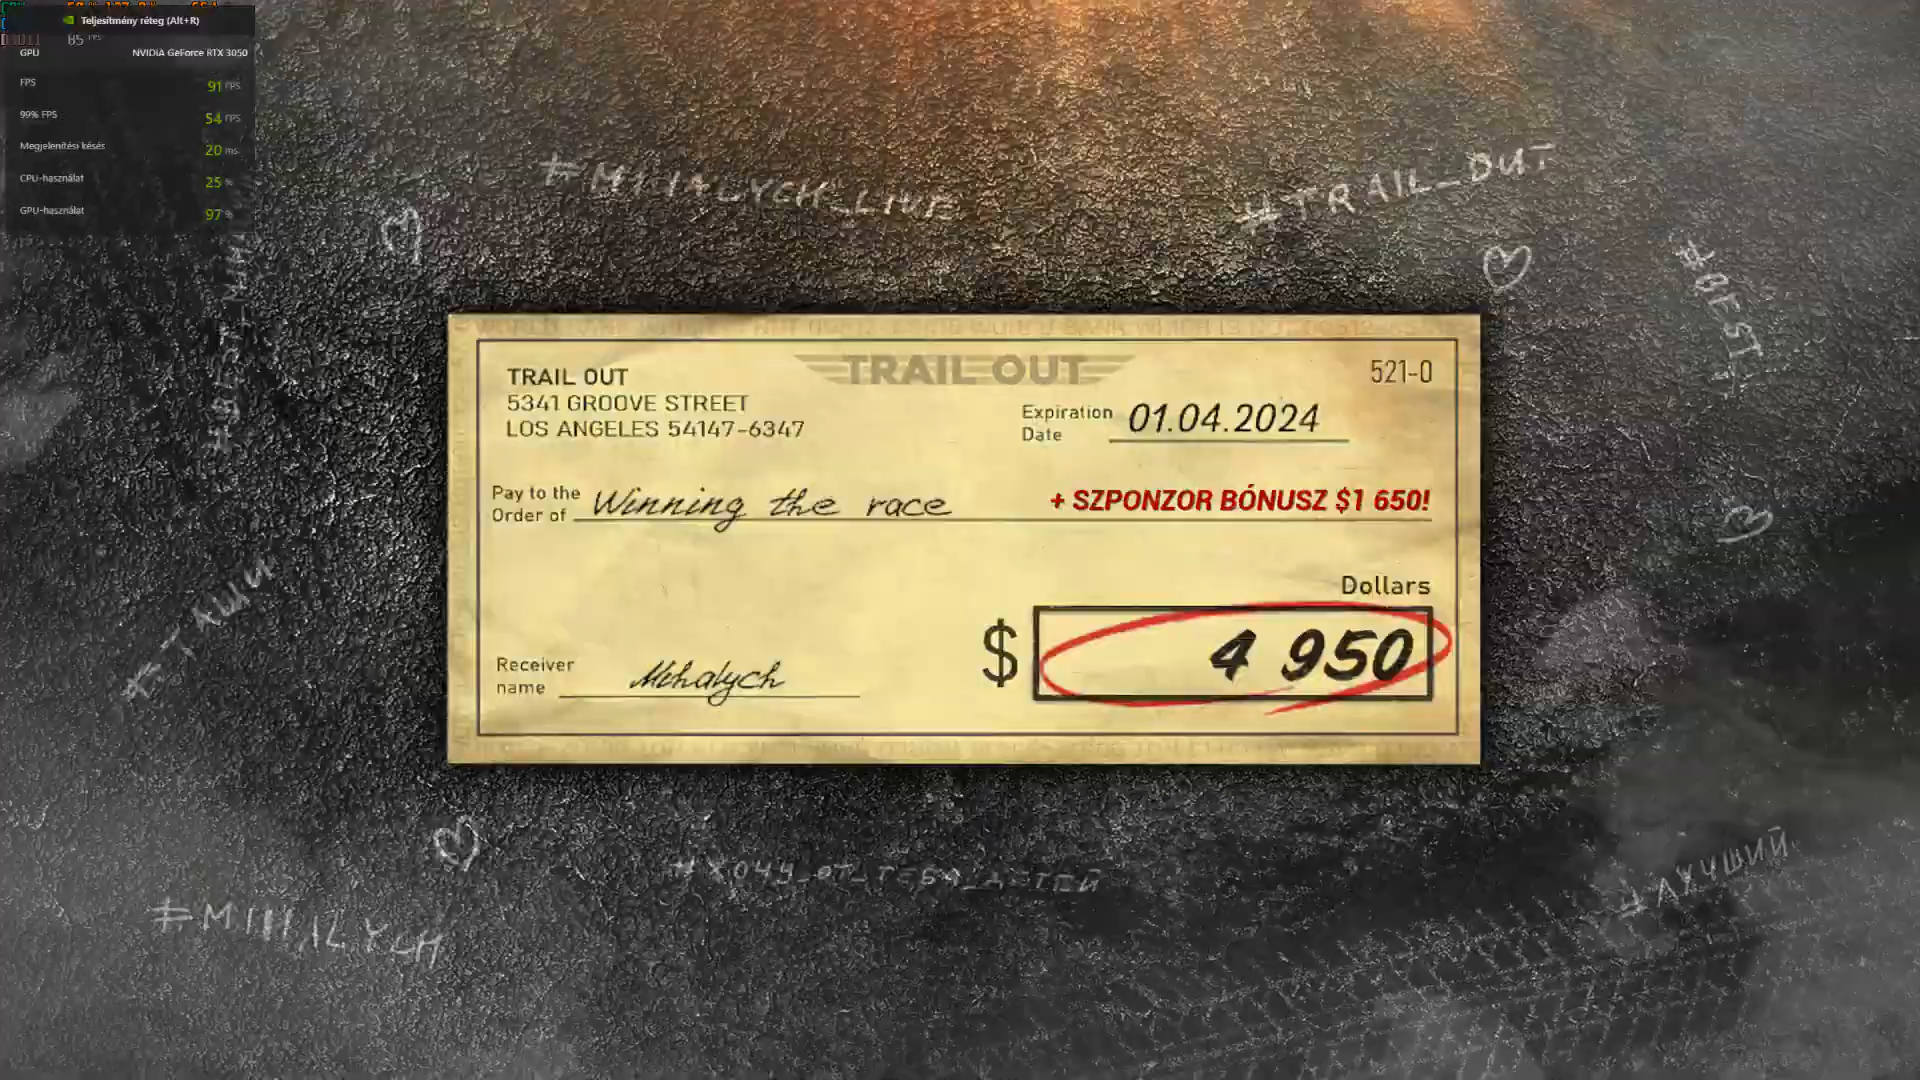 Teljesítmény réteg (Alt+R)
GPU NVIDIA GeForce RTX 3050
FPS 91 FPS
99% FPS 54 FPS
Megjelenítési késés 20 ms
CPU-használat 25 %
GPU-használat 97 %
#MIHALYCH_LIVE
#TRAIL_OUT
TRAIL OUT
521-0
TRAIL OUT
5341 GROOVE STREET
LOS ANGELES 54147-6347
Expiration Date 01.04.2024
Pay to the Order of Winning the race
+ SZPONZOR BÓNUSZ $1 650!
Dollars
$ 4 950
Receiver name Mihalych
#MIHALYCH
#ХОЧУ_ОТ_ТЕБЯ_ДЕТЕЙ